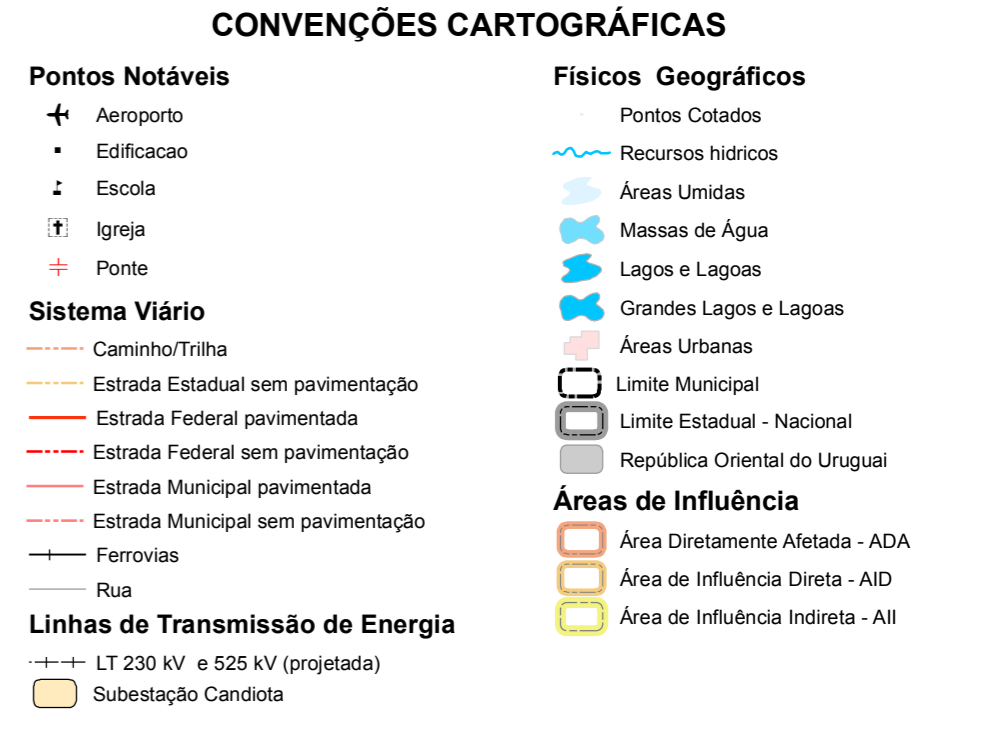 CONVENÇÕES CARTOGRÁFICAS
Pontos Notáveis
Aeroporto
Edificacao
Escola
Igreja
Ponte
Sistema Viário
Caminho/Trilha
Estrada Estadual sem pavimentação
Estrada Federal pavimentada
Estrada Federal sem pavimentação
Estrada Municipal pavimentada
Estrada Municipal sem pavimentação
Ferrovias
Rua
Linhas de Transmissão de Energia
LT 230 kV e 525 kV (projetada)
Subestação Candiota
Físicos Geográficos
Pontos Cotados
Recursos hidricos
Áreas Umidas
Massas de Água
Lagos e Lagoas
Grandes Lagos e Lagoas
Áreas Urbanas
Limite Municipal
Limite Estadual - Nacional
República Oriental do Uruguai
Áreas de Influência
Área Diretamente Afetada - ADA
Área de Influência Direta - AID
Área de Influência Indireta - AII